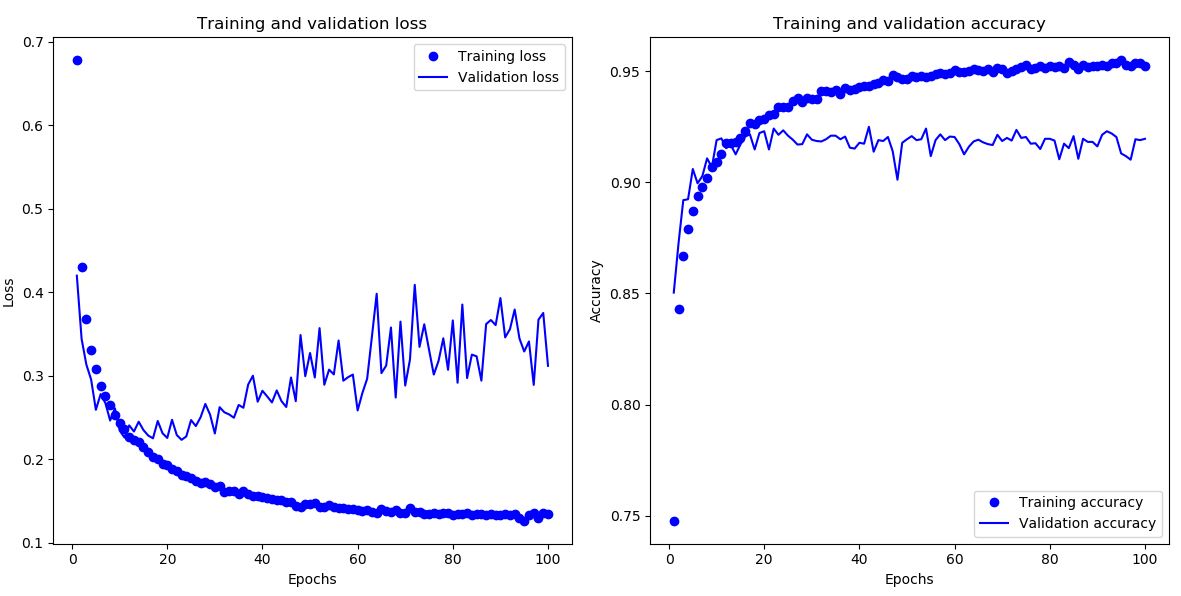 Training and validation loss
0.7
0.6
0.5
0.4
0.3
0.2
0.1
Loss
0
20
40
60
80
100
Epochs
Training loss
Validation loss
Training and validation accuracy
0.95
0.90
0.85
0.80
0.75
Accuracy
0
20
40
60
80
100
Epochs
Training accuracy
Validation accuracy